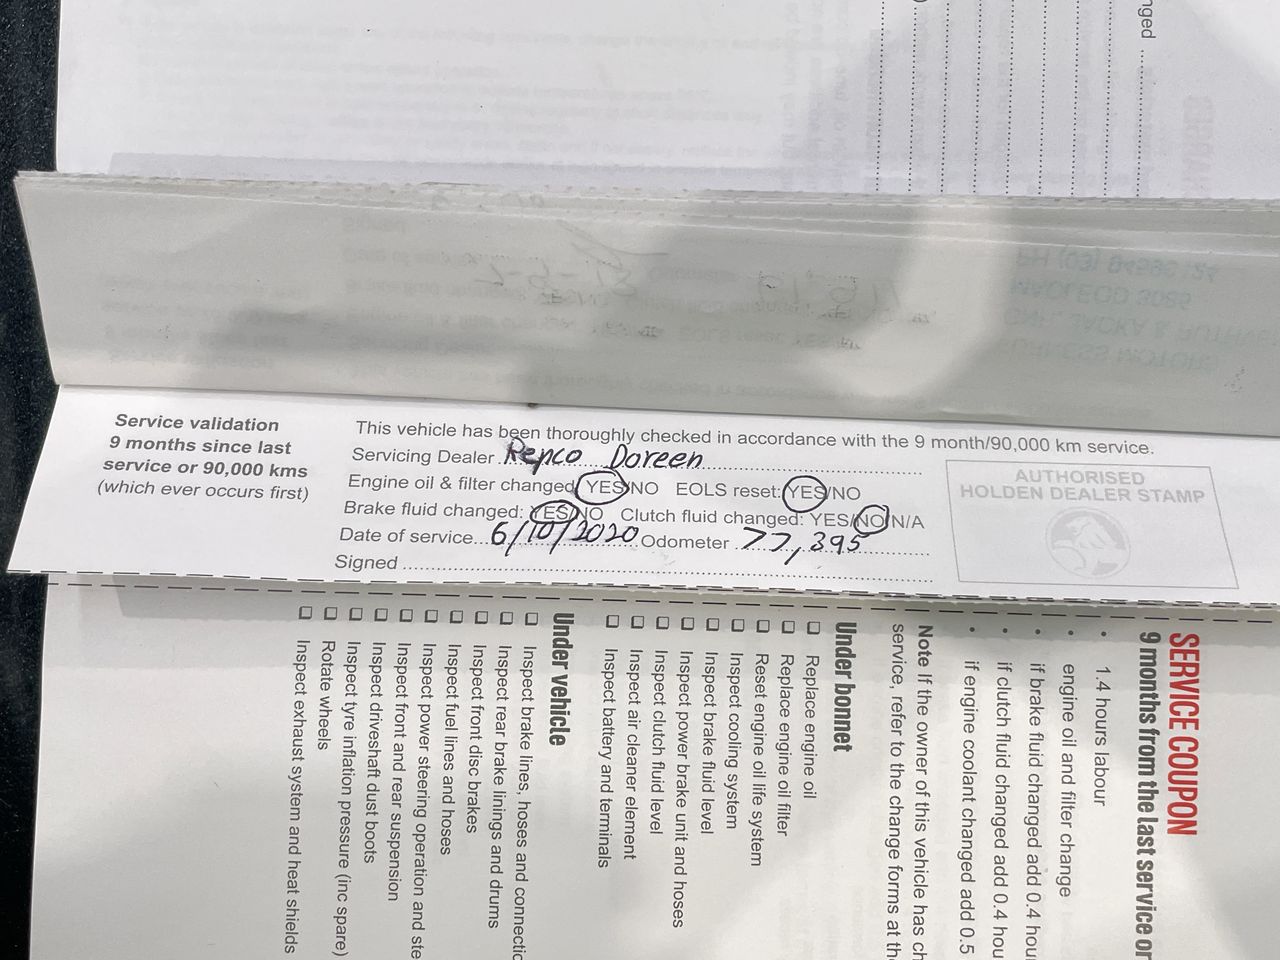 nged
Service validation
9 months since last
service or 90,000 kms
(which ever occurs first)
This vehicle has been thoroughly checked in accordance with the 9 month/90,000 km service.
Servicing Dealer Repco Doreen
Engine oil & filter changed YES/NO EOLS reset: YES/NO
Brake fluid changed: YES/NO Clutch fluid changed: YES/NO/N/A
Date of service 6/10/2020 Odometer 77,395
Signed
AUTHORISED
HOLDEN DEALER STAMP
SERVICE COUPON
9 months from the last service or
• 1.4 hours labour
• engine oil and filter change
• if brake fluid changed add 0.4 hou
• if clutch fluid changed add 0.4 hou
• if engine coolant changed add 0.5
Note If the owner of this vehicle has ch
service, refer to the change forms at th
Under bonnet
☐ Replace engine oil
☐ Replace engine oil filter
☐ Reset engine oil life system
☐ Inspect cooling system
☐ Inspect brake fluid level
☐ Inspect power brake unit and hoses
☐ Inspect clutch fluid level
☐ Inspect air cleaner element
☐ Inspect battery and terminals
Under vehicle
☐ Inspect brake lines, hoses and connectio
☐ Inspect rear brake linings and drums
☐ Inspect front disc brakes
☐ Inspect fuel lines and hoses
☐ Inspect power steering operation and ste
☐ Inspect front and rear suspension
☐ Inspect driveshaft dust boots
☐ Inspect tyre inflation pressure (inc spare)
☐ Rotate wheels
☐ Inspect exhaust system and heat shields